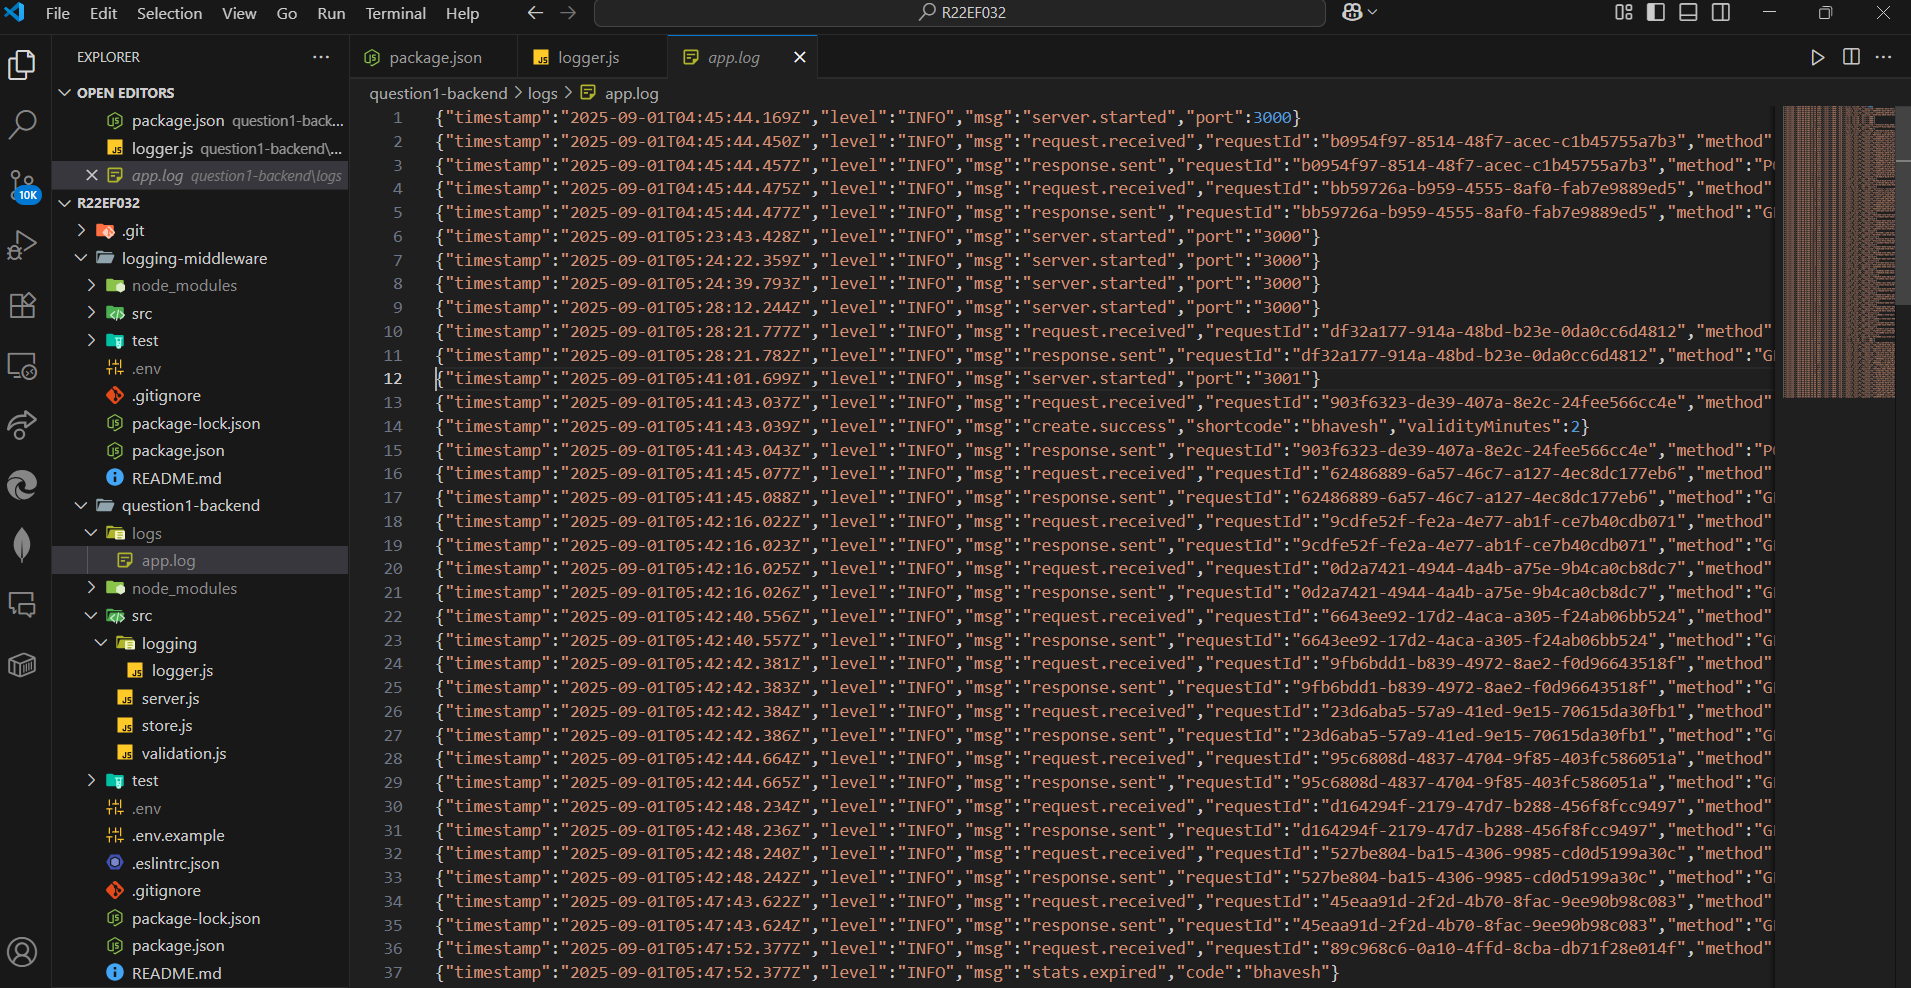 File Edit Selection View Go Run Terminal Help
R22EF032
EXPLORER
OPEN EDITORS
package.json question1-back...
logger.js question1-backend\...
app.log question1-backend\logs
R22EF032
.git
logging-middleware
node_modules
src
test
.env
.gitignore
package-lock.json
package.json
README.md
question1-backend
logs
app.log
node_modules
src
logging
logger.js
server.js
store.js
validation.js
test
.env
.env.example
.eslintrc.json
.gitignore
package-lock.json
package.json
README.md
10K
package.json logger.js app.log
question1-backend > logs > app.log
1 {"timestamp":"2025-09-01T04:45:44.169Z","level":"INFO","msg":"server.started","port":3000}
2 {"timestamp":"2025-09-01T04:45:44.450Z","level":"INFO","msg":"request.received","requestId":"b0954f97-8514-48f7-acec-c1b45755a7b3","method"
3 {"timestamp":"2025-09-01T04:45:44.457Z","level":"INFO","msg":"response.sent","requestId":"b0954f97-8514-48f7-acec-c1b45755a7b3","method":"P
4 {"timestamp":"2025-09-01T04:45:44.475Z","level":"INFO","msg":"request.received","requestId":"bb59726a-b959-4555-8af0-fab7e9889ed5","method"
5 {"timestamp":"2025-09-01T04:45:44.477Z","level":"INFO","msg":"response.sent","requestId":"bb59726a-b959-4555-8af0-fab7e9889ed5","method":"G
6 {"timestamp":"2025-09-01T05:23:43.428Z","level":"INFO","msg":"server.started","port":"3000"}
7 {"timestamp":"2025-09-01T05:24:22.359Z","level":"INFO","msg":"server.started","port":"3000"}
8 {"timestamp":"2025-09-01T05:24:39.793Z","level":"INFO","msg":"server.started","port":"3000"}
9 {"timestamp":"2025-09-01T05:28:12.244Z","level":"INFO","msg":"server.started","port":"3000"}
10 {"timestamp":"2025-09-01T05:28:21.777Z","level":"INFO","msg":"request.received","requestId":"df32a177-914a-48bd-b23e-0da0cc6d4812","method"
11 {"timestamp":"2025-09-01T05:28:21.782Z","level":"INFO","msg":"response.sent","requestId":"df32a177-914a-48bd-b23e-0da0cc6d4812","method":"G
12 {"timestamp":"2025-09-01T05:41:01.699Z","level":"INFO","msg":"server.started","port":"3001"}
13 {"timestamp":"2025-09-01T05:41:43.037Z","level":"INFO","msg":"request.received","requestId":"903f6323-de39-407a-8e2c-24fee566cc4e","method"
14 {"timestamp":"2025-09-01T05:41:43.039Z","level":"INFO","msg":"create.success","shortcode":"bhavesh","validityMinutes":2}
15 {"timestamp":"2025-09-01T05:41:43.043Z","level":"INFO","msg":"response.sent","requestId":"903f6323-de39-407a-8e2c-24fee566cc4e","method":"P
16 {"timestamp":"2025-09-01T05:41:45.077Z","level":"INFO","msg":"request.received","requestId":"62486889-6a57-46c7-a127-4ec8dc177eb6","method"
17 {"timestamp":"2025-09-01T05:41:45.088Z","level":"INFO","msg":"response.sent","requestId":"62486889-6a57-46c7-a127-4ec8dc177eb6","method":"G
18 {"timestamp":"2025-09-01T05:42:16.022Z","level":"INFO","msg":"request.received","requestId":"9cdfe52f-fe2a-4e77-ab1f-ce7b40cdb071","method"
19 {"timestamp":"2025-09-01T05:42:16.023Z","level":"INFO","msg":"response.sent","requestId":"9cdfe52f-fe2a-4e77-ab1f-ce7b40cdb071","method":"G
20 {"timestamp":"2025-09-01T05:42:16.025Z","level":"INFO","msg":"request.received","requestId":"0d2a7421-4944-4a4b-a75e-9b4ca0cb8dc7","method"
21 {"timestamp":"2025-09-01T05:42:16.026Z","level":"INFO","msg":"response.sent","requestId":"0d2a7421-4944-4a4b-a75e-9b4ca0cb8dc7","method":"G
22 {"timestamp":"2025-09-01T05:42:40.556Z","level":"INFO","msg":"request.received","requestId":"6643ee92-17d2-4aca-a305-f24ab06bb524","method"
23 {"timestamp":"2025-09-01T05:42:40.557Z","level":"INFO","msg":"response.sent","requestId":"6643ee92-17d2-4aca-a305-f24ab06bb524","method":"G
24 {"timestamp":"2025-09-01T05:42:42.381Z","level":"INFO","msg":"request.received","requestId":"9fb6bdd1-b839-4972-8ae2-f0d96643518f","method"
25 {"timestamp":"2025-09-01T05:42:42.383Z","level":"INFO","msg":"response.sent","requestId":"9fb6bdd1-b839-4972-8ae2-f0d96643518f","method":"G
26 {"timestamp":"2025-09-01T05:42:42.384Z","level":"INFO","msg":"request.received","requestId":"23d6aba5-57a9-41ed-9e15-70615da30fb1","method"
27 {"timestamp":"2025-09-01T05:42:42.386Z","level":"INFO","msg":"response.sent","requestId":"23d6aba5-57a9-41ed-9e15-70615da30fb1","method":"G
28 {"timestamp":"2025-09-01T05:42:44.664Z","level":"INFO","msg":"request.received","requestId":"95c6808d-4837-4704-9f85-403fc586051a","method"
29 {"timestamp":"2025-09-01T05:42:44.665Z","level":"INFO","msg":"response.sent","requestId":"95c6808d-4837-4704-9f85-403fc586051a","method":"G
30 {"timestamp":"2025-09-01T05:42:48.234Z","level":"INFO","msg":"request.received","requestId":"d164294f-2179-47d7-b288-456f8fcc9497","method"
31 {"timestamp":"2025-09-01T05:42:48.236Z","level":"INFO","msg":"response.sent","requestId":"d164294f-2179-47d7-b288-456f8fcc9497","method":"G
32 {"timestamp":"2025-09-01T05:42:48.240Z","level":"INFO","msg":"request.received","requestId":"527be804-ba15-4306-9985-cd0d5199a30c","method"
33 {"timestamp":"2025-09-01T05:42:48.242Z","level":"INFO","msg":"response.sent","requestId":"527be804-ba15-4306-9985-cd0d5199a30c","method":"G
34 {"timestamp":"2025-09-01T05:47:43.622Z","level":"INFO","msg":"request.received","requestId":"45eaa91d-2f2d-4b70-8fac-9ee90b98c083","method"
35 {"timestamp":"2025-09-01T05:47:43.624Z","level":"INFO","msg":"response.sent","requestId":"45eaa91d-2f2d-4b70-8fac-9ee90b98c083","method":"G
36 {"timestamp":"2025-09-01T05:47:52.377Z","level":"INFO","msg":"request.received","requestId":"89c968c6-0a10-4ffd-8cba-db71f28e014f","method"
37 {"timestamp":"2025-09-01T05:47:52.377Z","level":"INFO","msg":"stats.expired","code":"bhavesh"}